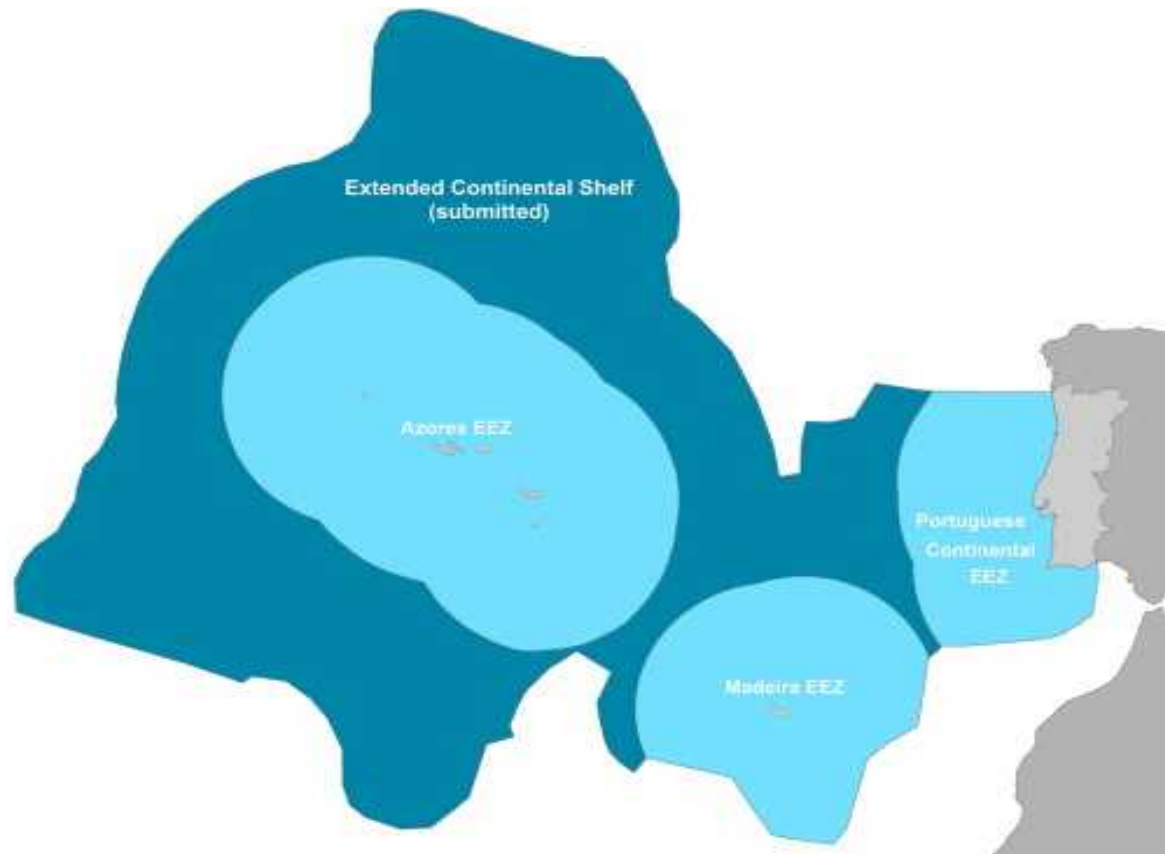 Extended Continental Shelf
(submitted)
Azores EEZ
Portuguese
Continental
EEZ
Madeira EEZ